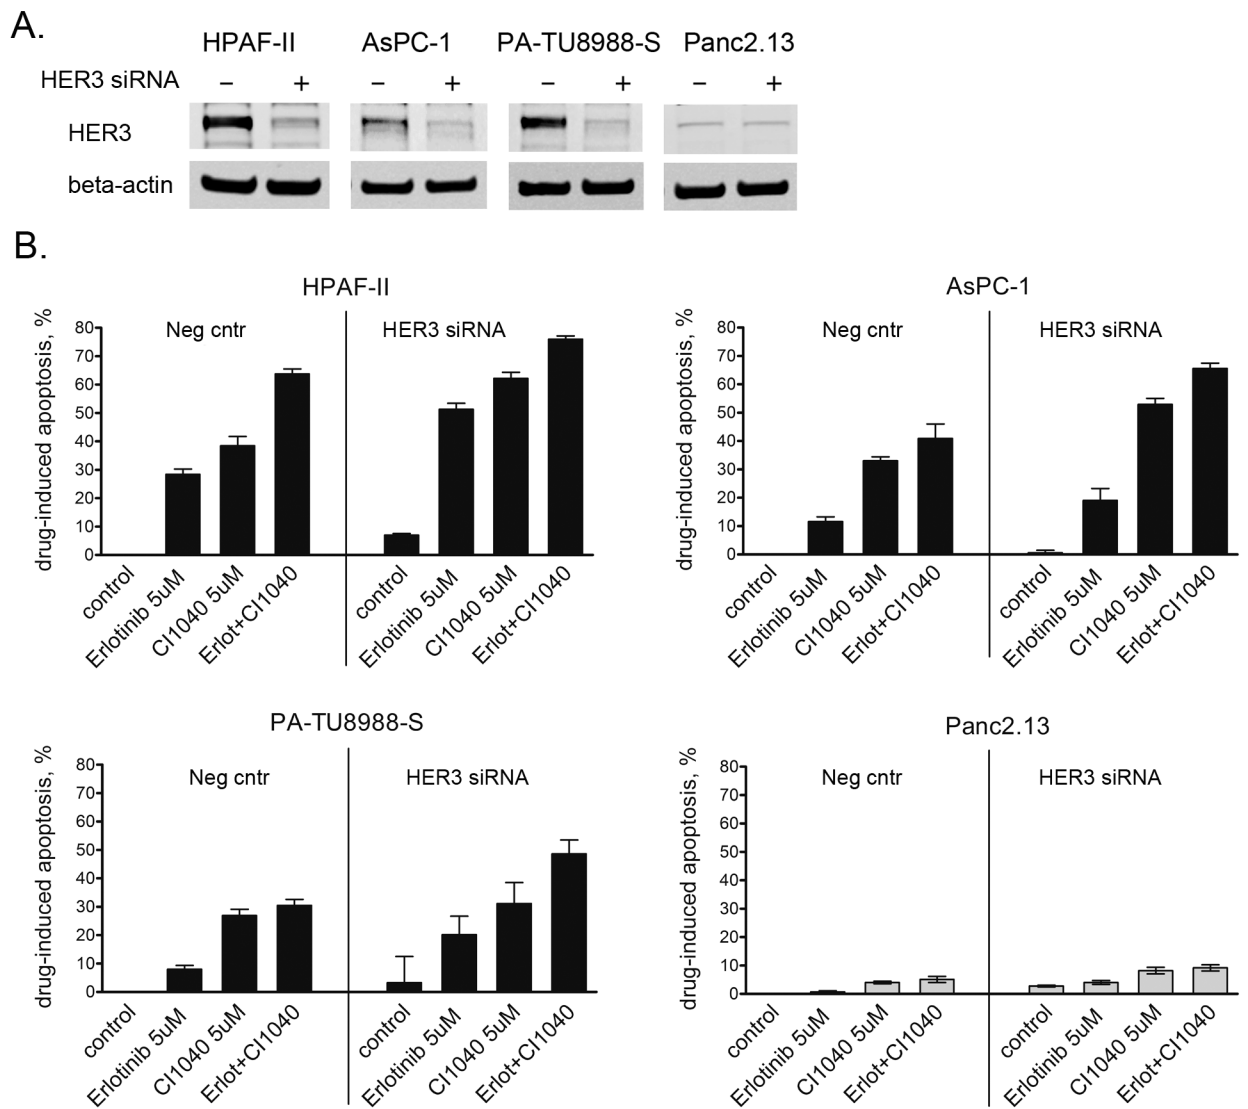 A.
HPAF-II AsPC-1 PA-TU8988-S Panc2.13
HER3 siRNA – + – + – + – +
HER3
beta-actin
B.
HPAF-II
drug-induced apoptosis, %
80
70
60
50
40
30
20
10
0
Neg cntr
HER3 siRNA
control
Erlotinib 5uM
CI1040 5uM
Erlot+CI1040
control
Erlotinib 5uM
CI1040 5uM
Erlot+CI1040
AsPC-1
drug-induced apoptosis, %
80
70
60
50
40
30
20
10
0
Neg cntr
HER3 siRNA
control
Erlotinib 5uM
CI1040 5uM
Erlot+CI1040
control
Erlotinib 5uM
CI1040 5uM
Erlot+CI1040
PA-TU8988-S
drug-induced apoptosis, %
80
70
60
50
40
30
20
10
0
Neg cntr
HER3 siRNA
control
Erlotinib 5uM
CI1040 5uM
Erlot+CI1040
control
Erlotinib 5uM
CI1040 5uM
Erlot+CI1040
Panc2.13
drug-induced apoptosis, %
80
70
60
50
40
30
20
10
0
Neg cntr
HER3 siRNA
control
Erlotinib 5uM
CI1040 5uM
Erlot+CI1040
control
Erlotinib 5uM
CI1040 5uM
Erlot+CI1040